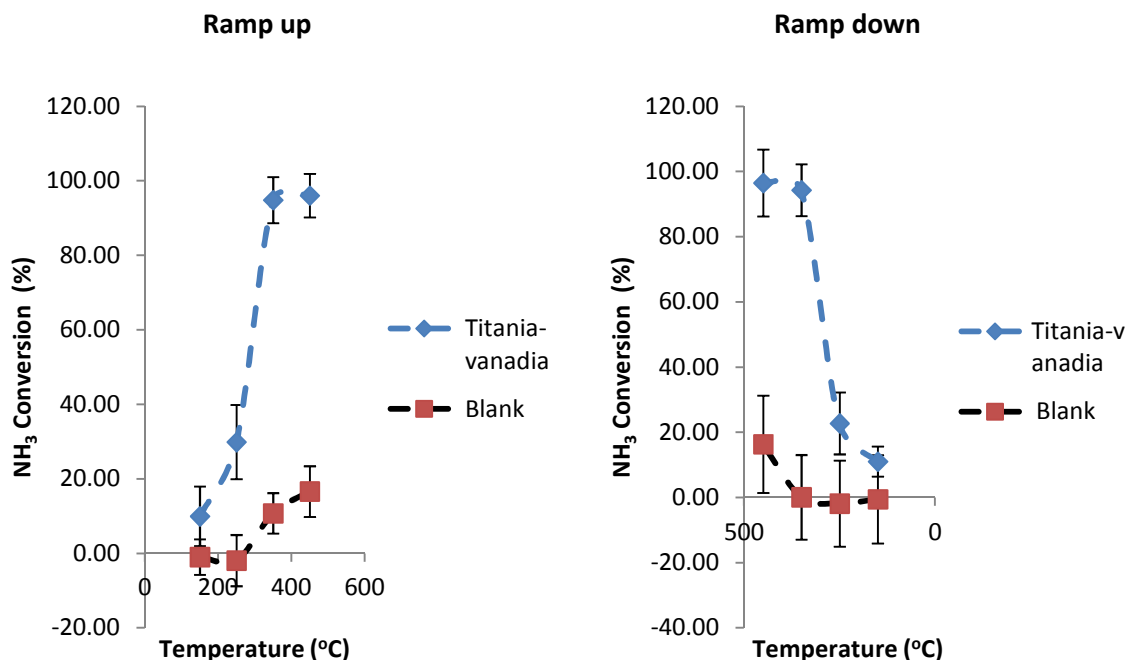 Ramp up
120.00
100.00
80.00
60.00
40.00
20.00
0.00
-20.00
0
200
400
600
NH3 Conversion (%)
Temperature (oC)
Titania-
vanadia
Blank
Ramp down
120.00
100.00
80.00
60.00
40.00
20.00
0.00
-20.00
-40.00
500
0
NH3 Conversion (%)
Temperature (oC)
Titania-v
anadia
Blank